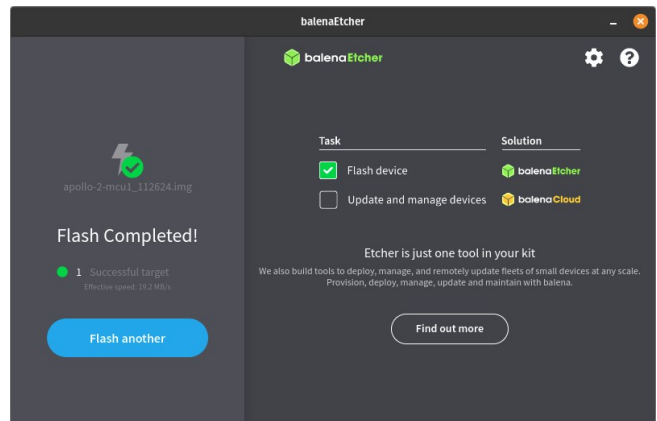 balenaEtcher
balenaEtcher
apollo-2-mcu1_112624.img
Flash Completed!
1 Successful target
Effective speed: 19.2 MB/s
Flash another
Task Solution
Flash device balenaEtcher
Update and manage devices balenaCloud
Etcher is just one tool in your kit
We also build tools to deploy, manage, and remotely update fleets of small devices at any scale.
Provision, deploy, manage, update and maintain with balena.
Find out more